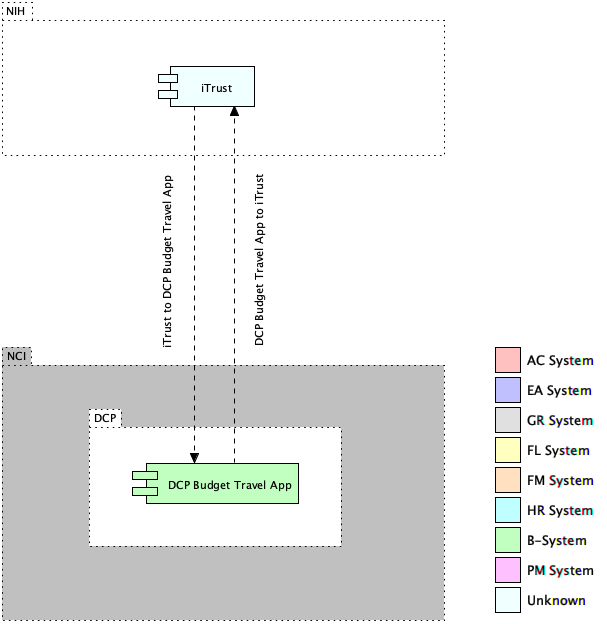 NIH
iTrust
iTrust to DCP Budget Travel App
DCP Budget Travel App to iTrust
NCI
DCP
DCP Budget Travel App
AC System
EA System
GR System
FL System
FM System
HR System
B-System
PM System
Unknown